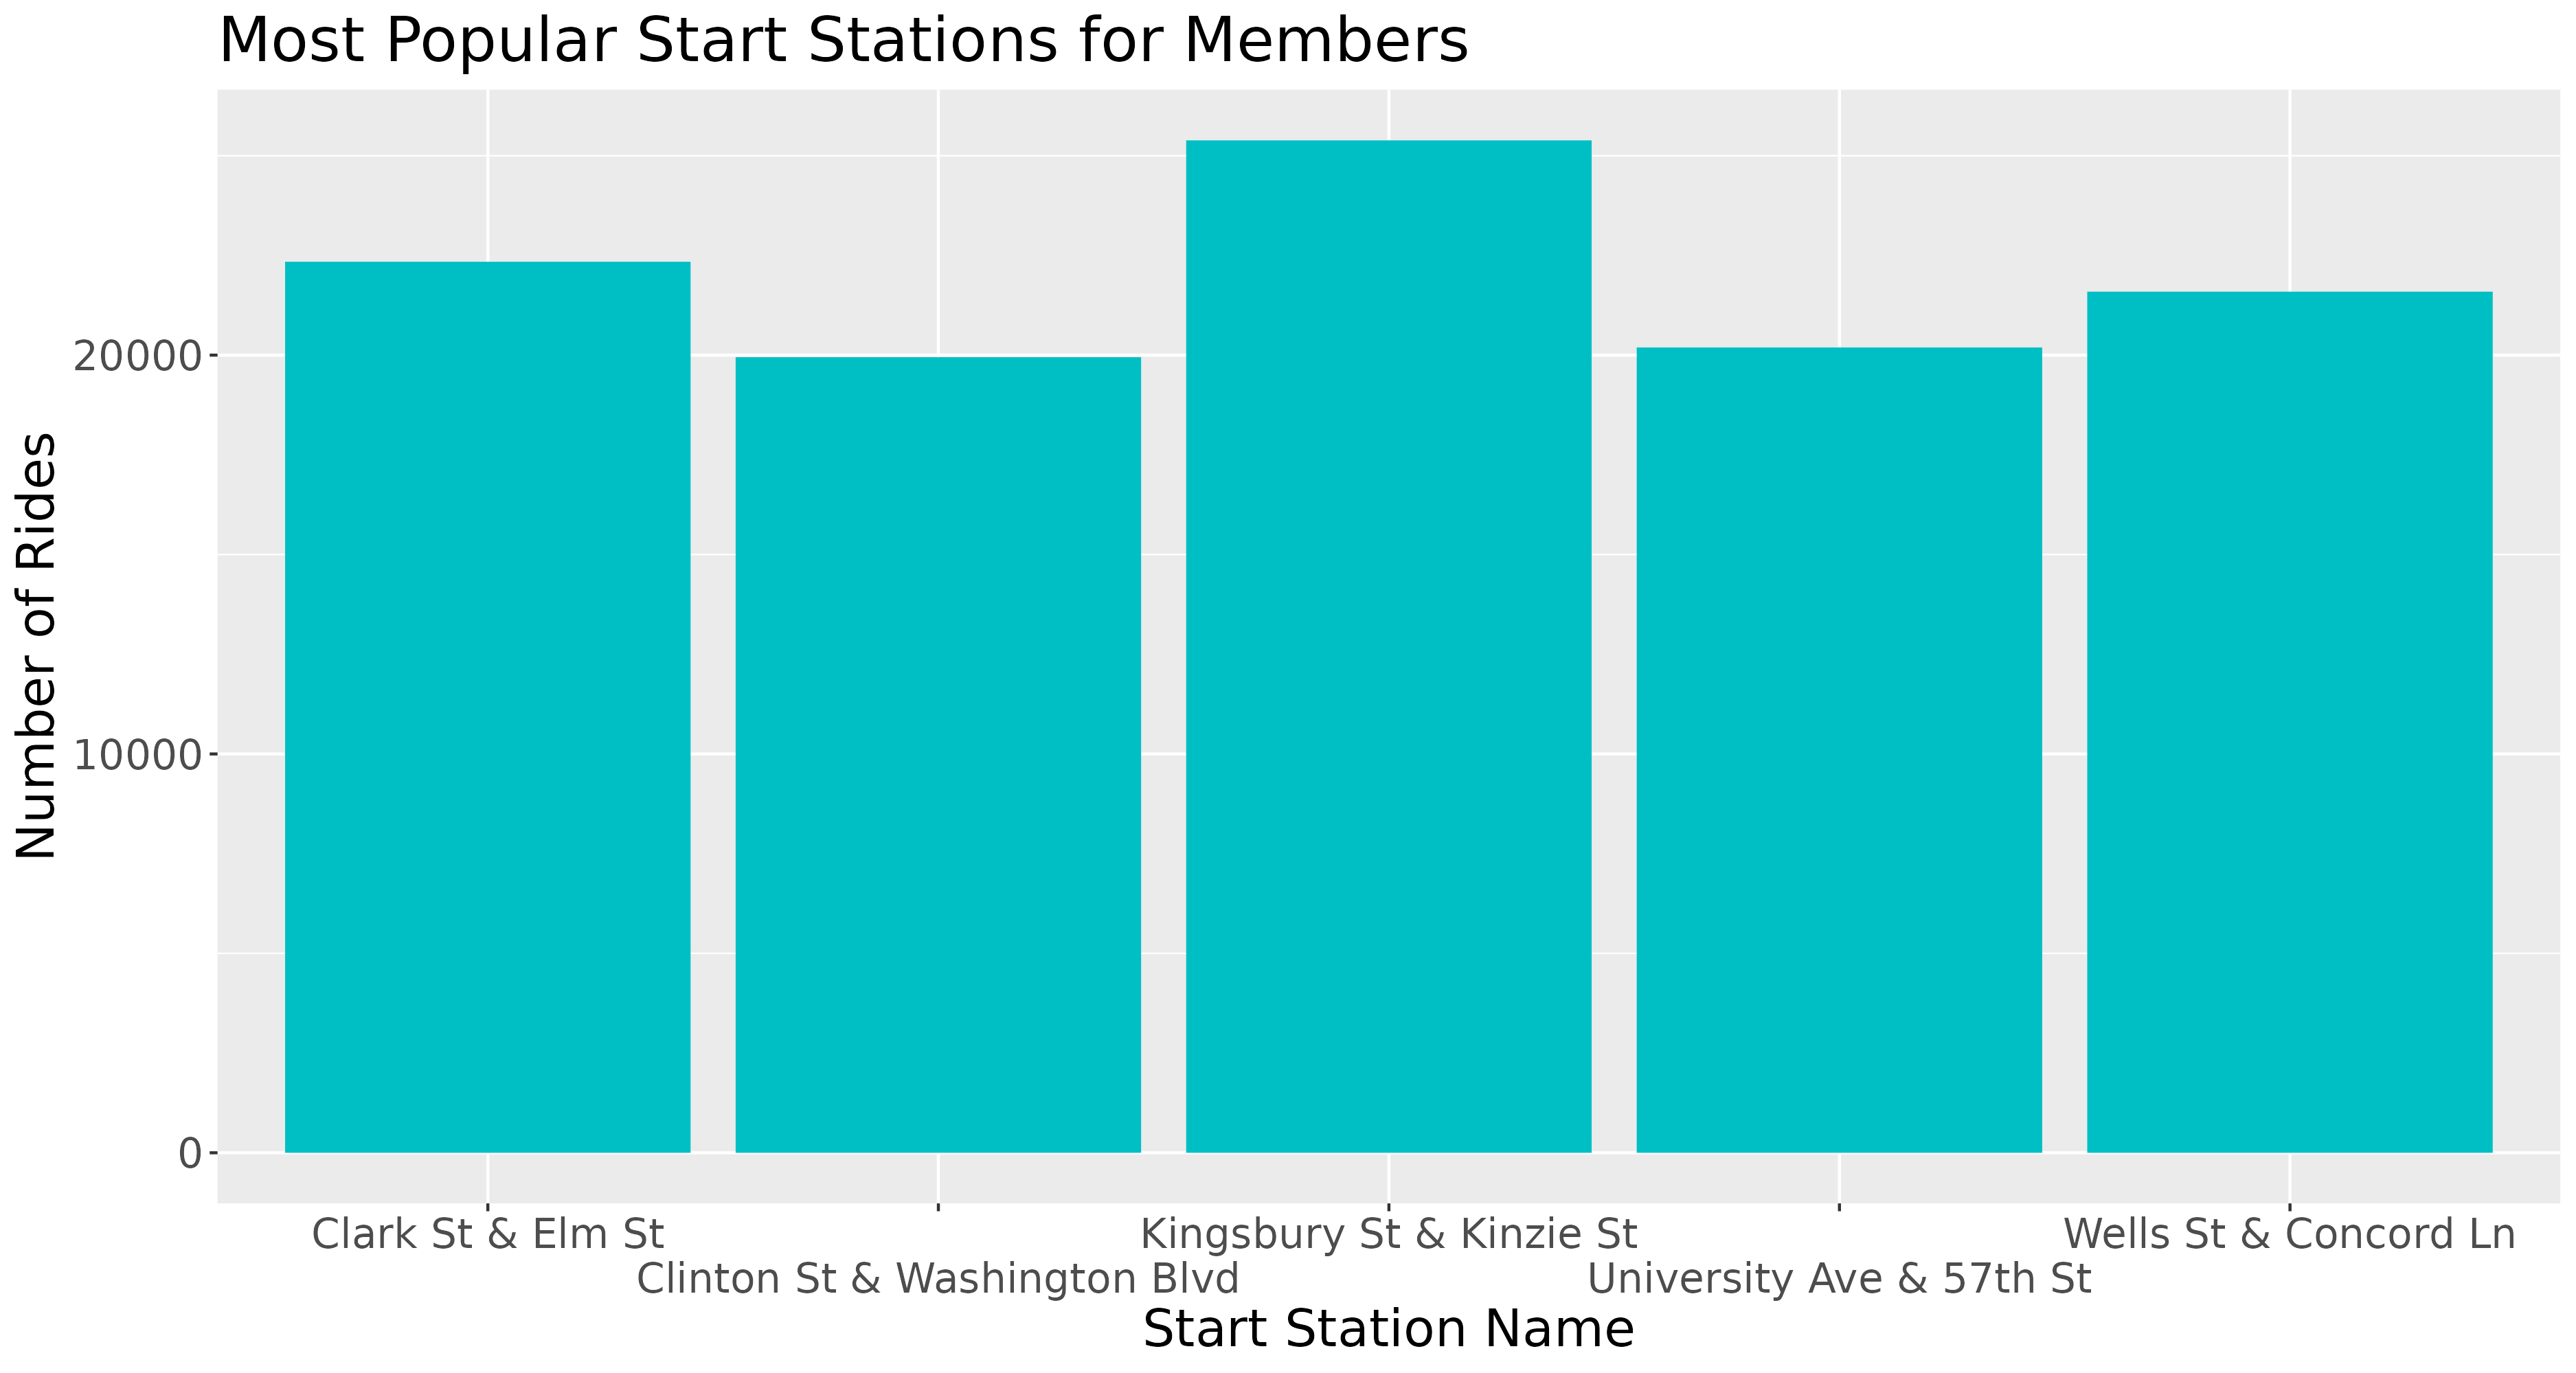 Most Popular Start Stations for Members
Number of Rides
20000
10000
0
Clark St & Elm St
Clinton St & Washington Blvd
Kingsbury St & Kinzie St
University Ave & 57th St
Wells St & Concord Ln
Start Station Name